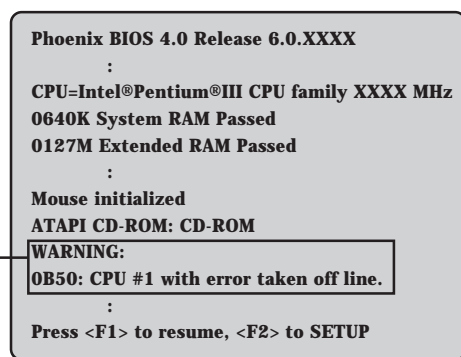 Phoenix BIOS 4.0 Release 6.0.XXXX
:
CPU=Intel®Pentium®III CPU family XXXX MHz
0640K System RAM Passed
0127M Extended RAM Passed
:
Mouse initialized
ATAPI CD-ROM: CD-ROM
WARNING:
0B50: CPU #1 with error taken off line.
:
Press <F1> to resume, <F2> to SETUP